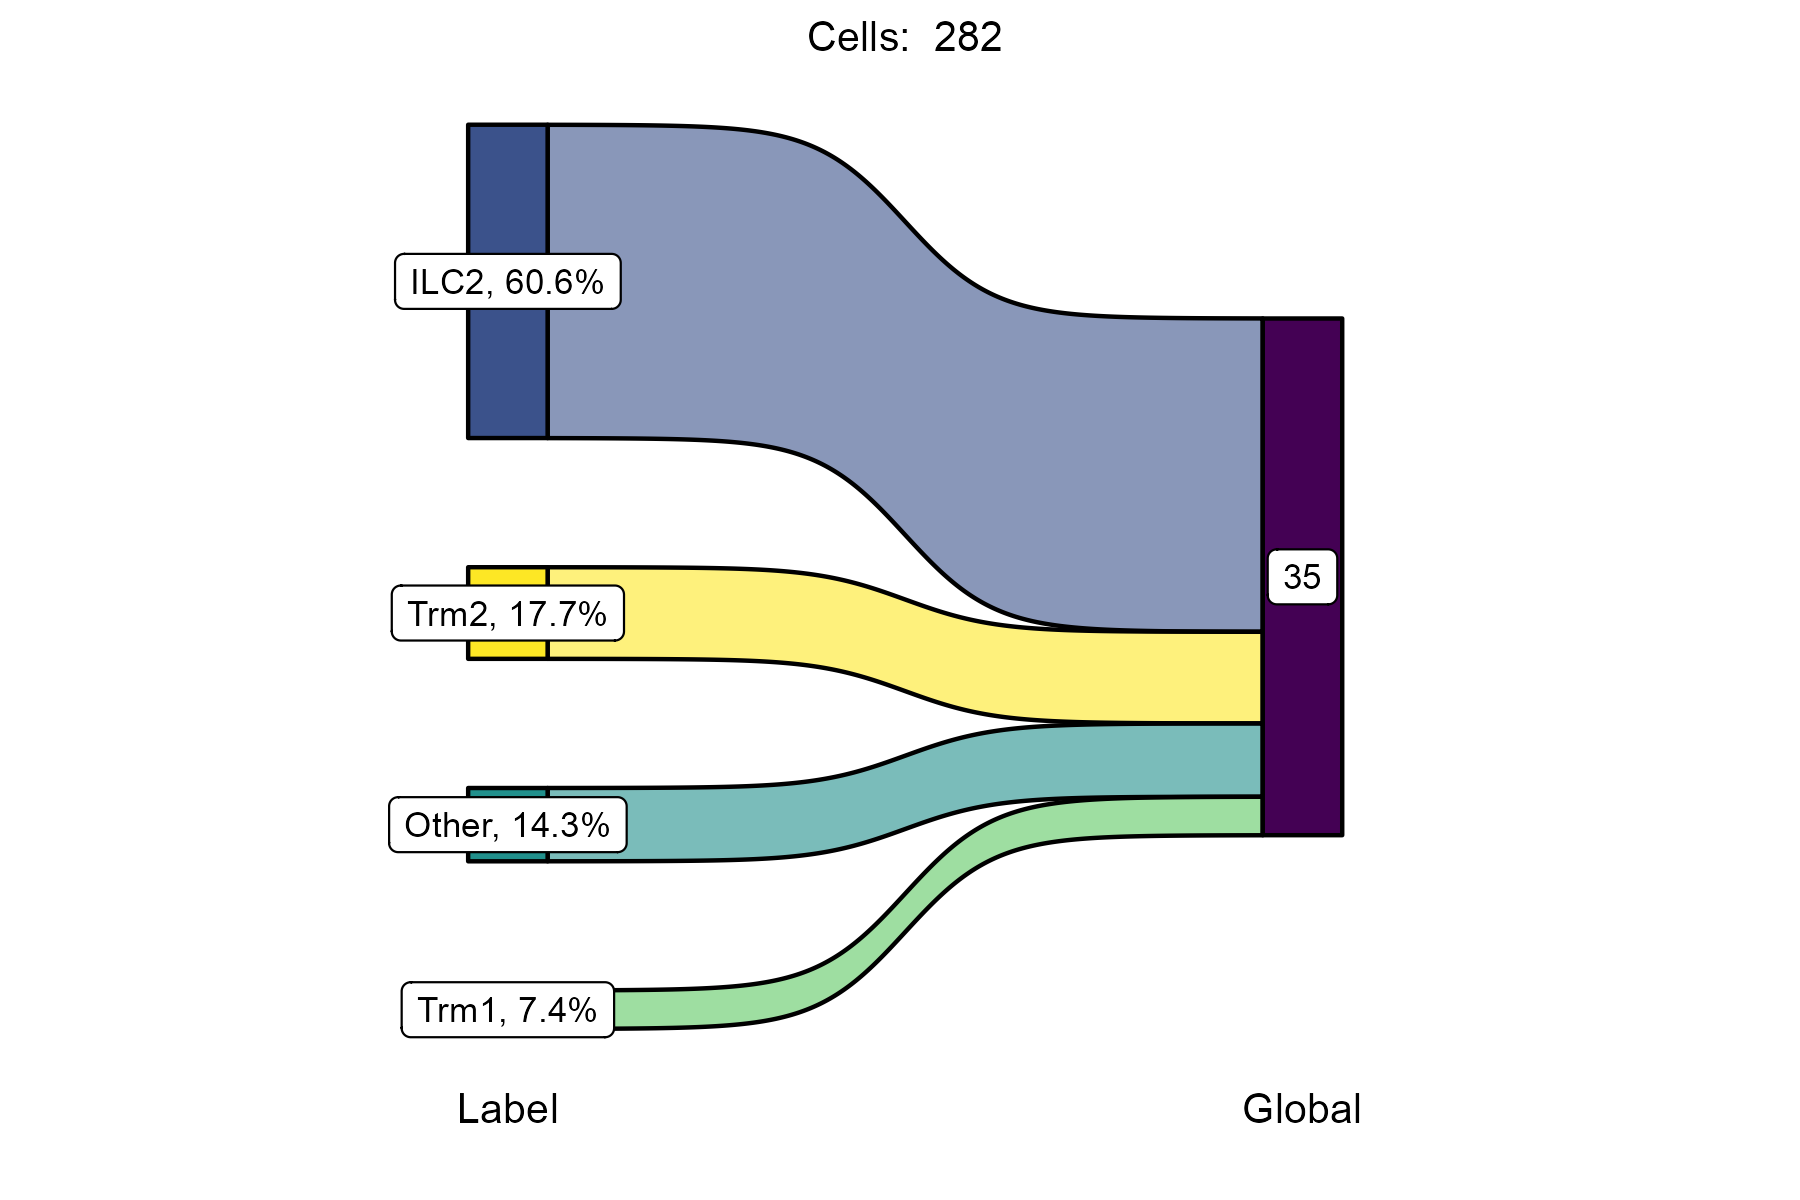 Cells:  282
ILC2, 60.6%
35
Trm2, 17.7%
Other, 14.3%
Trm1, 7.4%
Label
Global